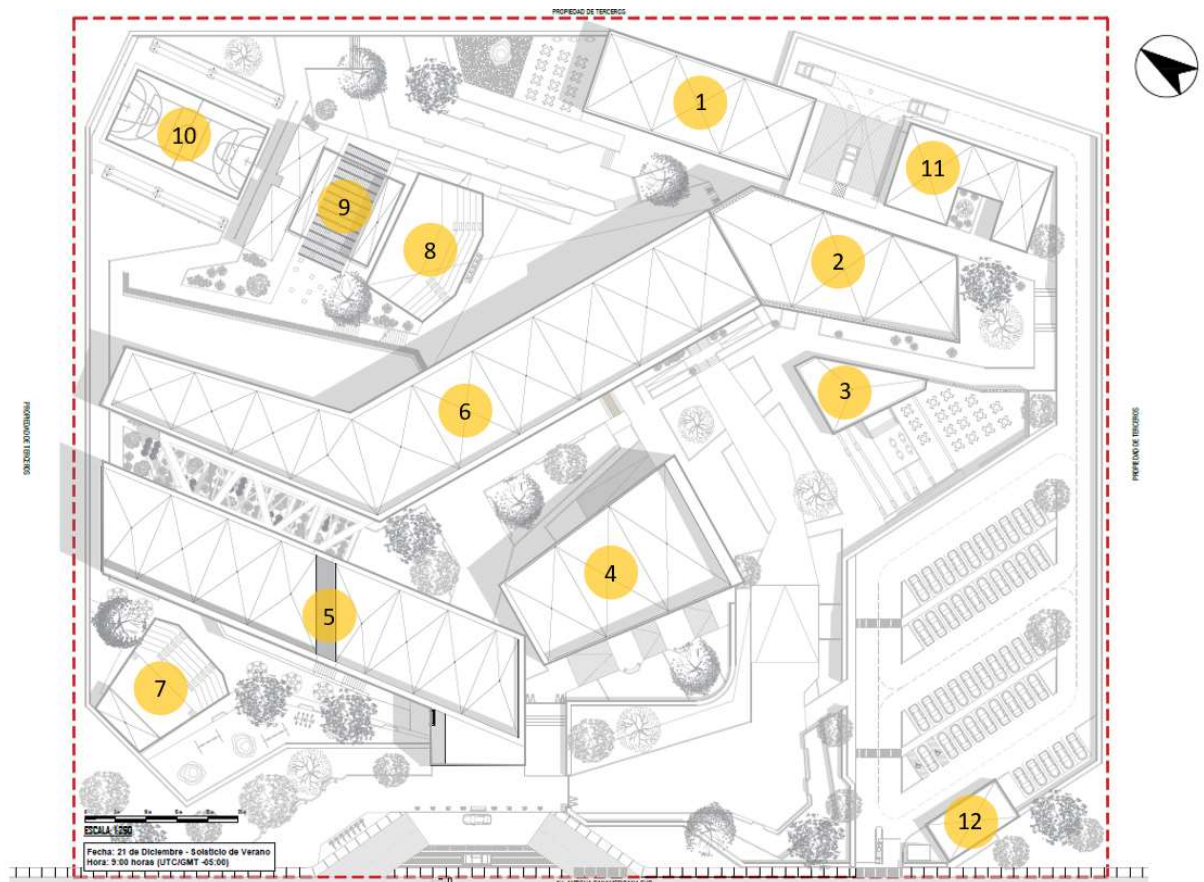 PROPIEDAD DE TERCEROS
1
10
11
9
8
2
3
6
PROPIEDAD DE TERCEROS
PROPIEDAD DE TERCEROS
4
5
7
ESCALA: 1:250
12
Fecha: 21 de Diciembre - Solsticio de Verano
Hora: 9:00 horas (UTC/GMT -05:00)